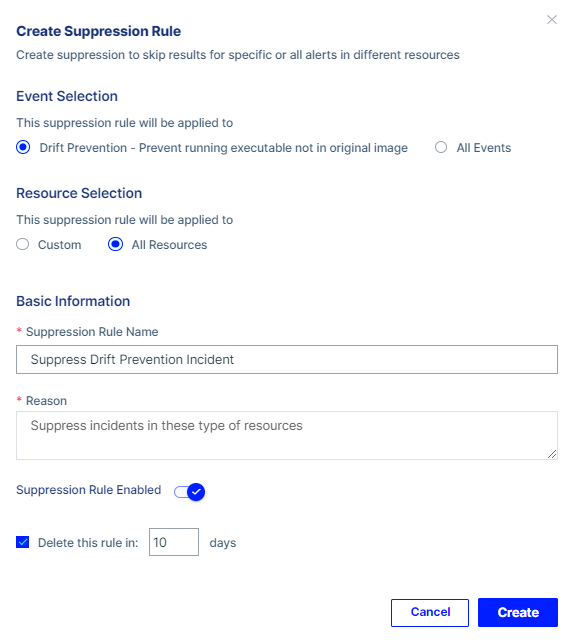 Create Suppression Rule
Create suppression to skip results for specific or all alerts in different resources
Event Selection
This suppression rule will be applied to
Drift Prevention - Prevent running executable not in original image
All Events
Resource Selection
This suppression rule will be applied to
Custom
All Resources
Basic Information
* Suppression Rule Name
Suppress Drift Prevention Incident
* Reason
Suppress incidents in these type of resources
Suppression Rule Enabled
Delete this rule in: 10 days
Cancel
Create